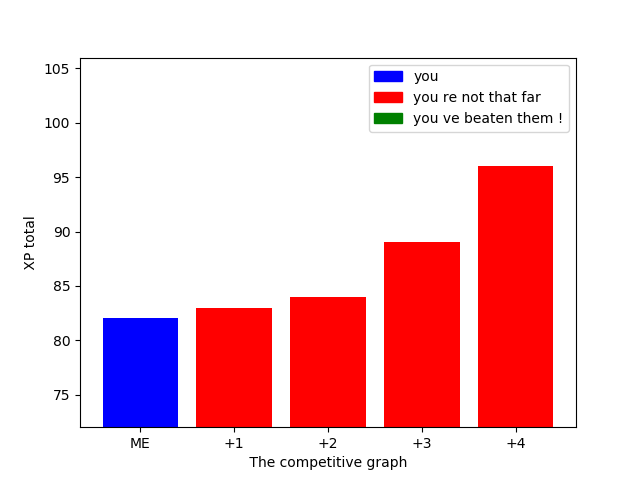 105
100
95
90
85
80
75
XP total
you
you re not that far
you ve beaten them !
ME
+1
+2
+3
+4
The competitive graph